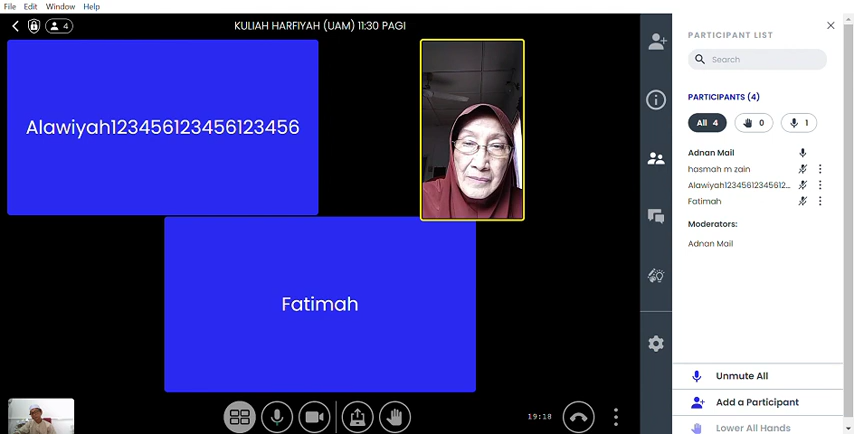 File Edit Window Help
4
KULIAH HARFIYAH (UAM) 11:30 PAGI
Alawiyah123456123456123456
Fatimah
19:18
PARTICIPANT LIST
Search
PARTICIPANTS (4)
All 4
0
1
Adnan Mail
hasmah m zain
Alawiyah12345612345612...
Fatimah
Moderators:
Adnan Mail
Unmute All
Add a Participant
Lower All Hands